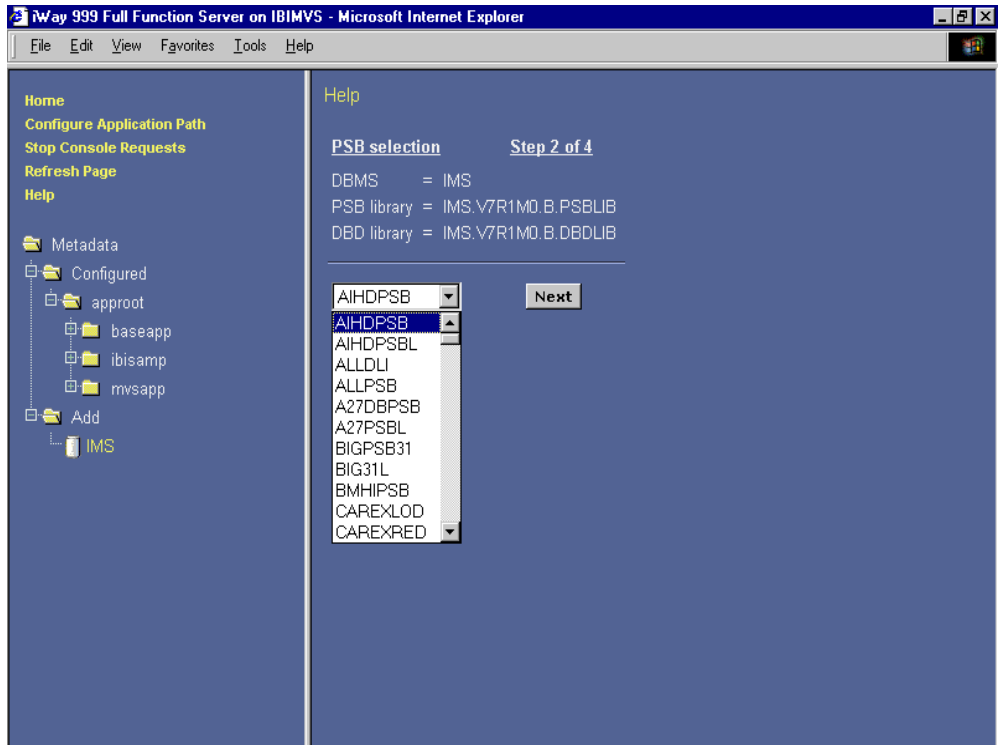 iWay 999 Full Function Server on IBIMVS - Microsoft Internet Explorer
File Edit View Favorites Tools Help
Home
Configure Application Path
Stop Console Requests
Refresh Page
Help
Metadata
Configured
approot
baseapp
ibisamp
mvsapp
Add
IMS
Help
PSB selection Step 2 of 4
DBMS = IMS
PSB library = IMS.V7R1M0.B.PSBLIB
DBD library = IMS.V7R1M0.B.DBDLIB
AIHDPSB Next
AIHDPSB
AIHDPSBL
ALLDLI
ALLPSB
A27DBPSB
A27PSBL
BIGPSB31
BIG31L
BMHIPSB
CAREXLOD
CAREXRED